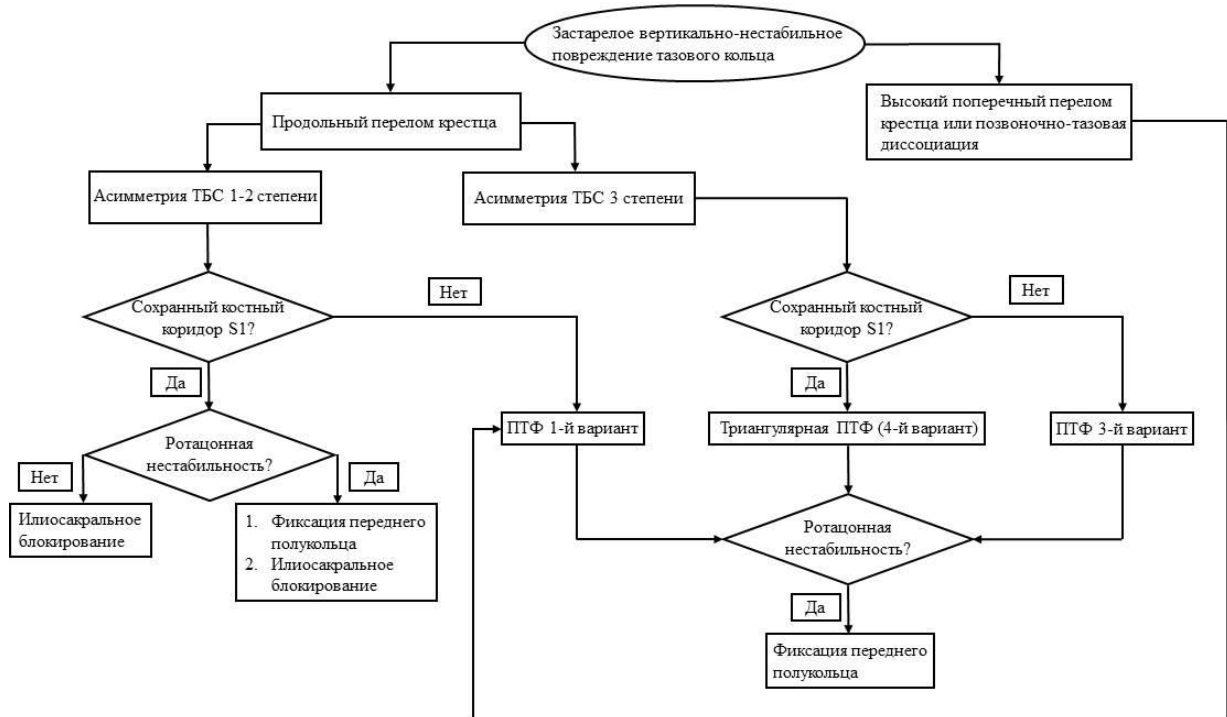 Застарелое вертикально-нестабильное
повреждение тазового кольца
Продольный перелом крестца
Высокий поперечный перелом
крестца или позвоночно-тазовая
диссоциация
Асимметрия ТБС 1-2 степени
Асимметрия ТБС 3 степени
Сохранный костный
коридор S1?
Нет
Сохранный костный
коридор S1?
Нет
Да
Да
Ротацонная
нестабильность?
ПТФ 1-й вариант
Триангулярная ПТФ (4-й вариант)
ПТФ 3-й вариант
Нет
Да
Илиосакральное
блокирование
1. Фиксация переднего
полукольца
2. Илиосакральное
блокирование
Ротацонная
нестабильность?
Да
Фиксация переднего
полукольца